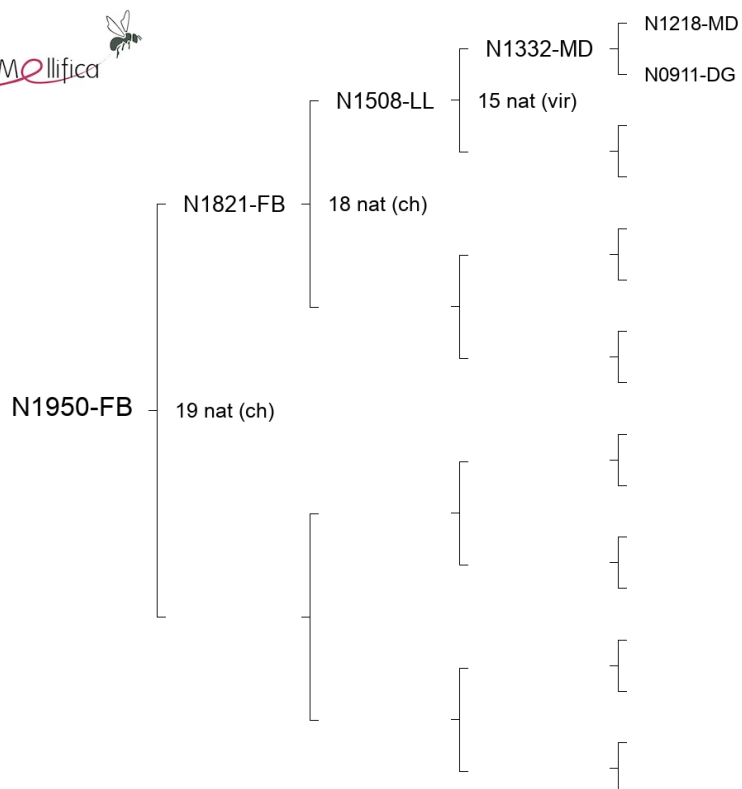 Mellifica
N1218-MD
N1332-MD
N0911-DG
N1508-LL
15 nat (vir)
N1821-FB
18 nat (ch)
N1950-FB
19 nat (ch)